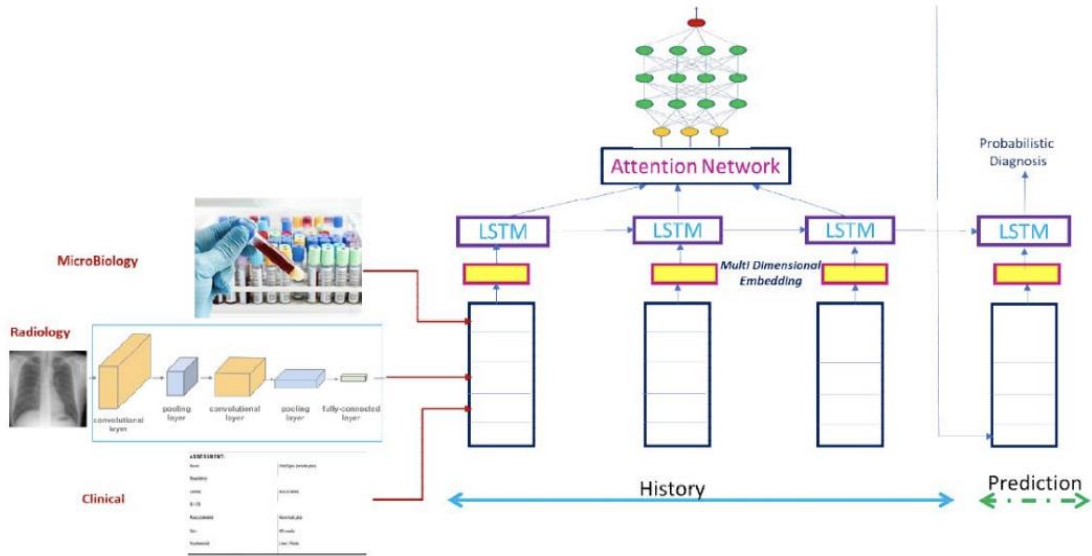 Attention Network
Probabilistic
Diagnosis
LSTM
LSTM
LSTM
LSTM
MicroBiology
Multi Dimensional
Embedding
Radiology
convolutional
layer
pooling
layer
convolutional
layer
pooling
layer
fully-connected
layer
ASSESSMENT:
Clinical
History
Prediction